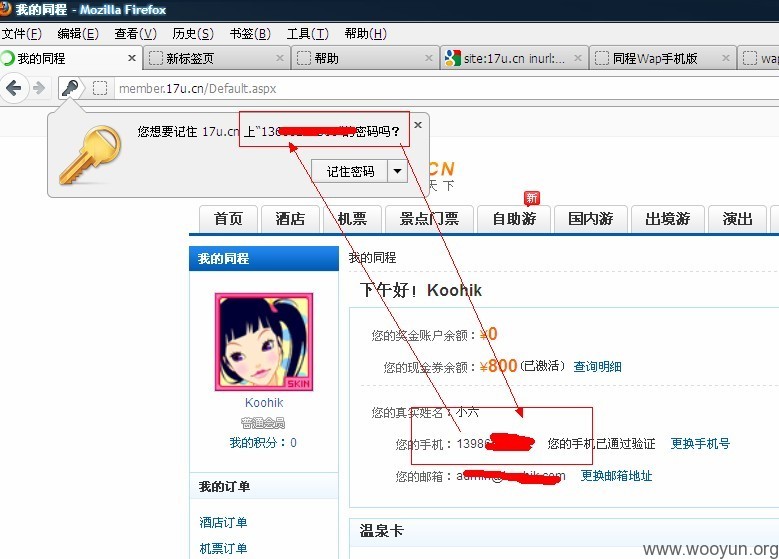 我的同程 - Mozilla Firefox
文件(F) 编辑(E) 查看(V) 历史(S) 书签(B) 工具(T) 帮助(H)
我的同程 新标签页 帮助 site:17u.cn inurl:... 同程Wap手机版 wap
member.17u.cn/Default.aspx
您想要记住 17u.cn 上“13 的密码吗？
记住密码
CN
天下
新
首页 酒店 机票 景点门票 自助游 国内游 出境游 演出
我的同程
我的同程
下午好！Koohik
您的奖金账户余额：¥0
您的现金券余额：¥800(已激活) 查询明细
SKIN
Koohik
普通会员
我的积分：0
您的真实姓名：小六
您的手机：1398 您的手机已通过验证 更换手机号
您的邮箱： 更换邮箱地址
我的订单
酒店订单
机票订单
温泉卡
www.wooyun.org